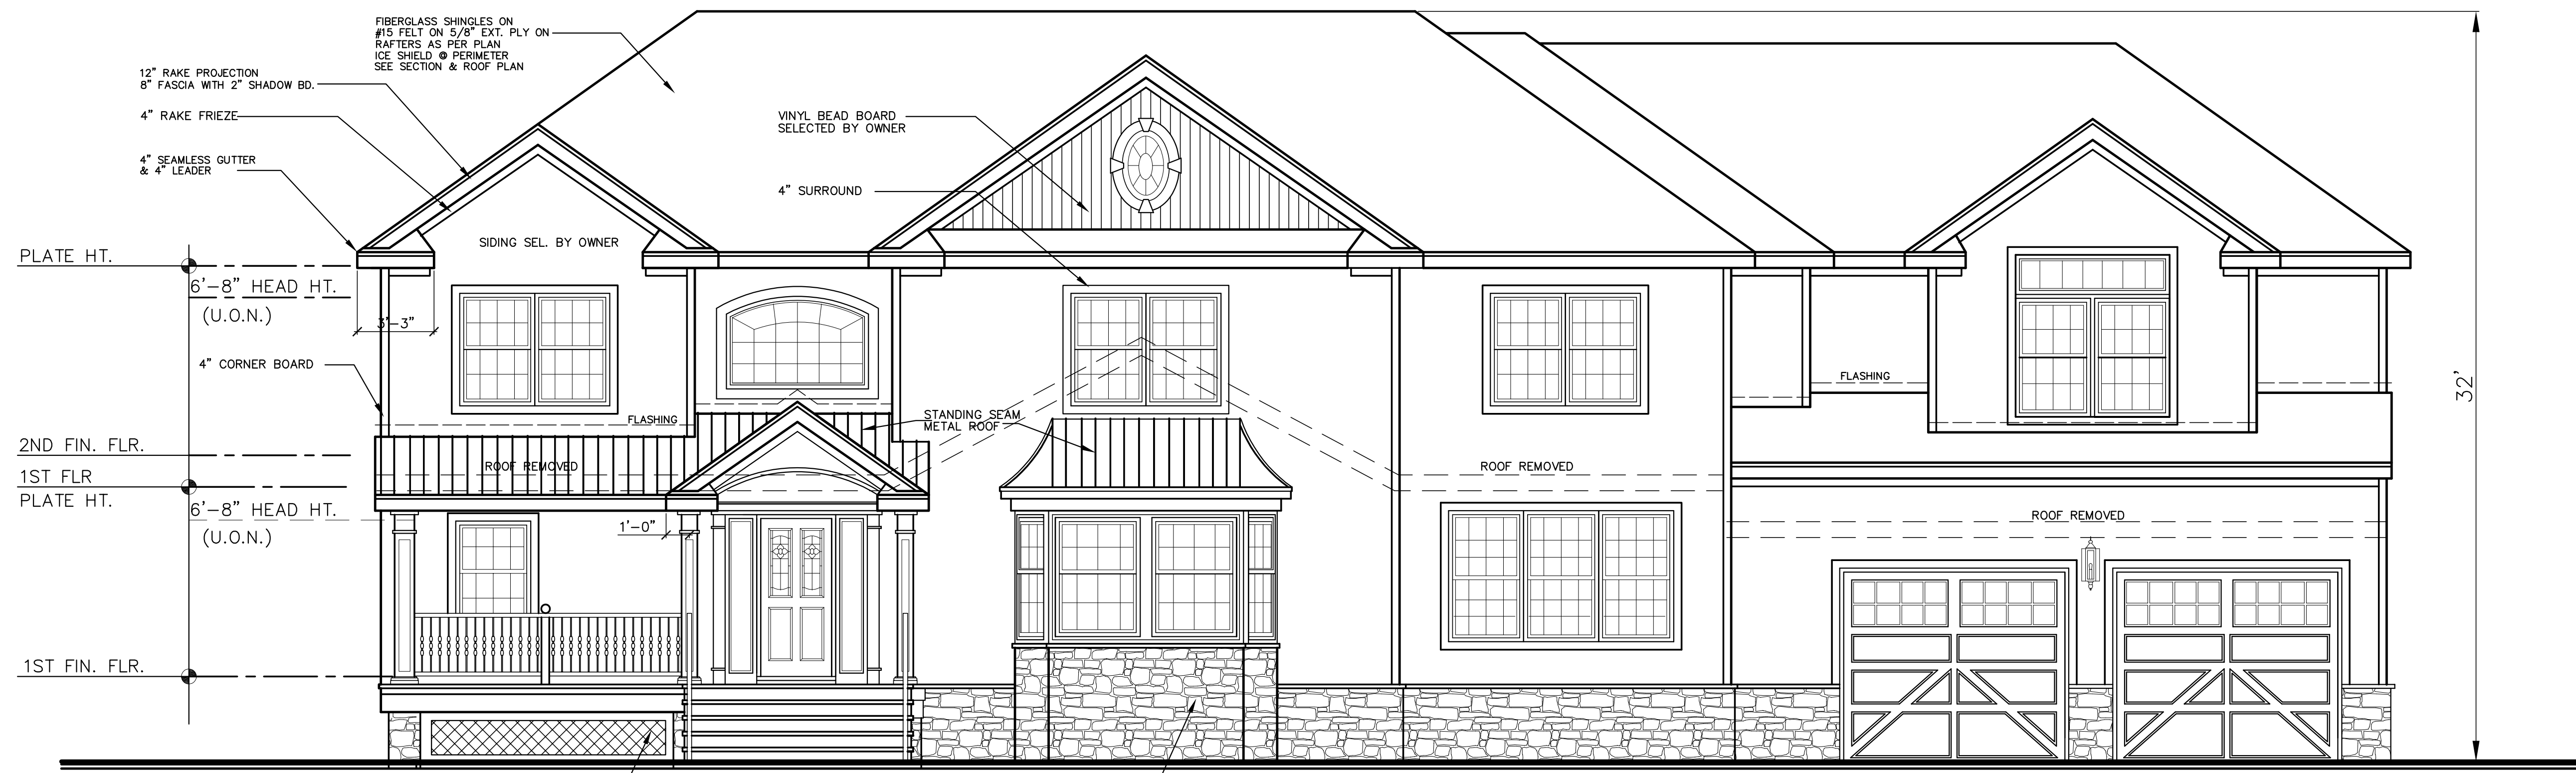 FIBERGLASS SHINGLES ON
#15 FELT ON 5/8" EXT. PLY ON
RAFTERS AS PER PLAN
ICE SHIELD @ PERIMETER
SEE SECTION & ROOF PLAN
12" RAKE PROJECTION
8" FASCIA WITH 2" SHADOW BD.
4" RAKE FRIEZE
4" SEAMLESS GUTTER
& 4" LEADER
VINYL BEAD BOARD
SELECTED BY OWNER
4" SURROUND
SIDING SEL. BY OWNER
PLATE HT.
6'-8" HEAD HT.
(U.O.N.)
3'-3"
4" CORNER BOARD
FLASHING
FLASHING
32'
STANDING SEAM
METAL ROOF
2ND FIN. FLR.
ROOF REMOVED
ROOF REMOVED
1ST FLR
PLATE HT.
6'-8" HEAD HT.
(U.O.N.)
1'-0"
ROOF REMOVED
1ST FIN. FLR.